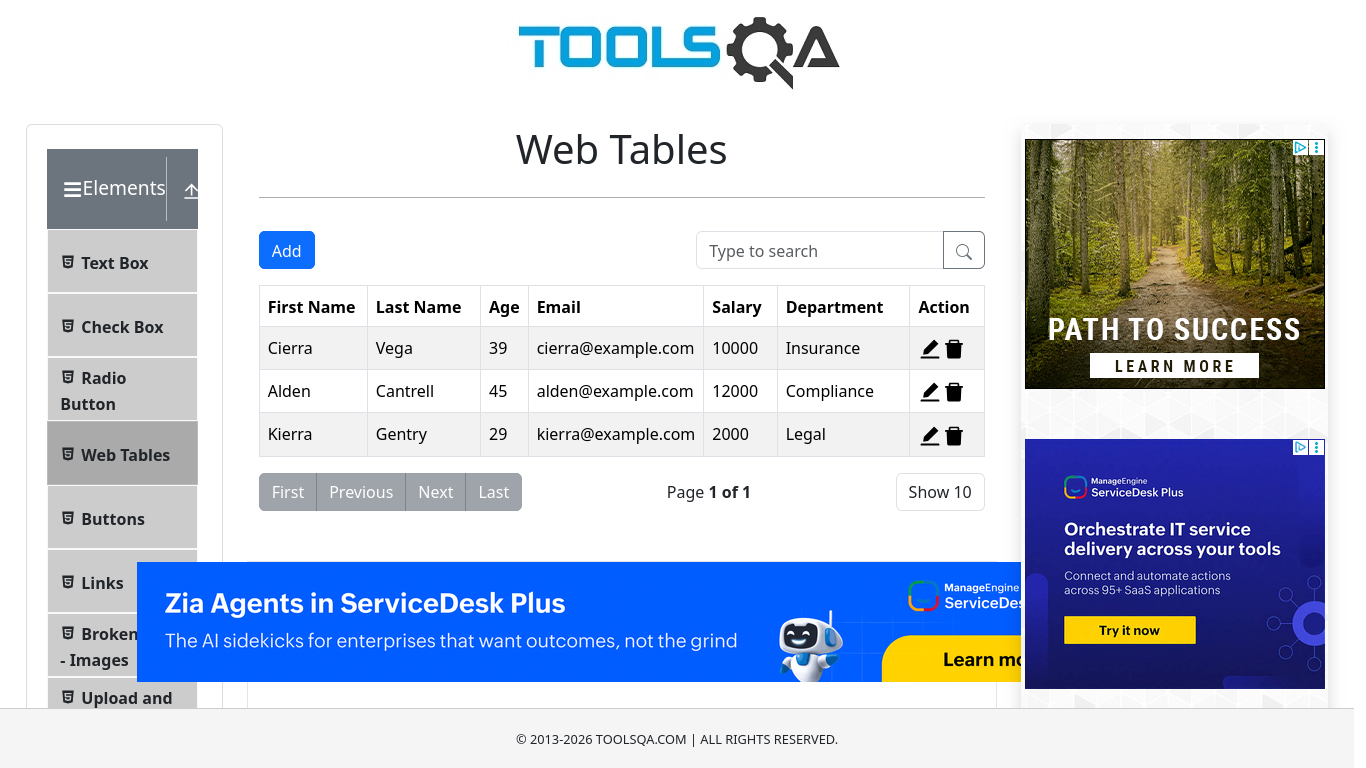 TOOLSQA
Elements
Text Box
Check Box
Radio
Button
Web Tables
Buttons
Links
Broken
- Images
Upload and
Web Tables
Add
Type to search
First Name Last Name Age Email Salary Department Action
Cierra Vega 39 cierra@example.com 10000 Insurance
Alden Cantrell 45 alden@example.com 12000 Compliance
Kierra Gentry 29 kierra@example.com 2000 Legal
First Previous Next Last
Page 1 of 1
Show 10
Zia Agents in ServiceDesk Plus
The AI sidekicks for enterprises that want outcomes, not the grind
ManageEngine
ServiceDes
Learn mo
PATH TO SUCCESS
LEARN MORE
ManageEngine
ServiceDesk Plus
Orchestrate IT service
delivery across your tools
Connect and automate actions
across 95+ SaaS applications
Try it now
© 2013-2026 TOOLSQA.COM | ALL RIGHTS RESERVED.